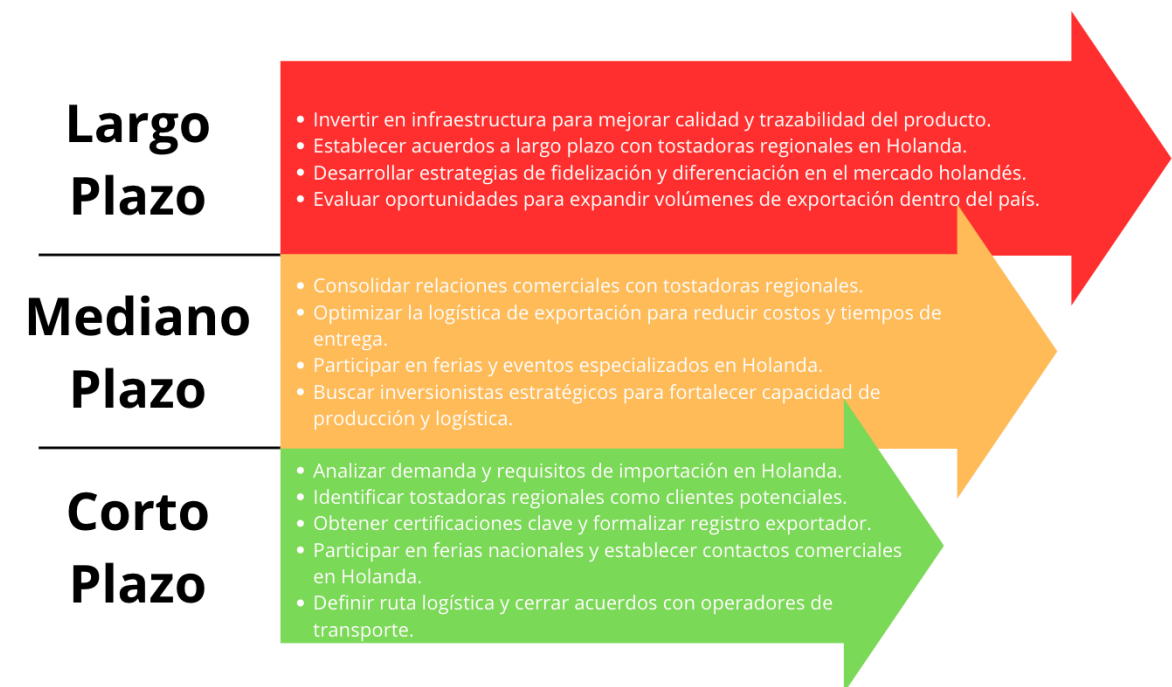 Largo
Plazo
• Invertir en infraestructura para mejorar calidad y trazabilidad del producto.
• Establecer acuerdos a largo plazo con tostadoras regionales en Holanda.
• Desarrollar estrategias de fidelización y diferenciación en el mercado holandés.
• Evaluar oportunidades para expandir volúmenes de exportación dentro del país.
Mediano
Plazo
• Consolidar relaciones comerciales con tostadoras regionales.
• Optimizar la logística de exportación para reducir costos y tiempos de
entrega.
• Participar en ferias y eventos especializados en Holanda.
• Buscar inversionistas estratégicos para fortalecer capacidad de
producción y logística.
Corto
Plazo
• Analizar demanda y requisitos de importación en Holanda.
• Identificar tostadoras regionales como clientes potenciales.
• Obtener certificaciones clave y formalizar registro exportador.
• Participar en ferias nacionales y establecer contactos comerciales
en Holanda.
• Definir ruta logística y cerrar acuerdos con operadores de
transporte.